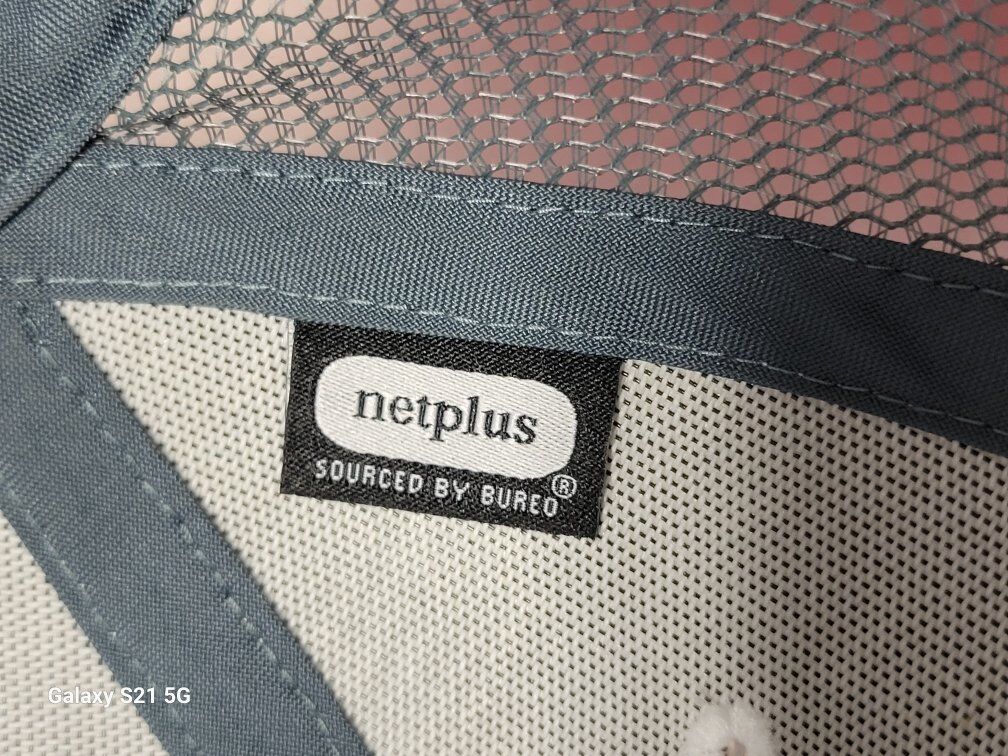 netplus
SOURCED BY BUREO®
Galaxy S21 5G